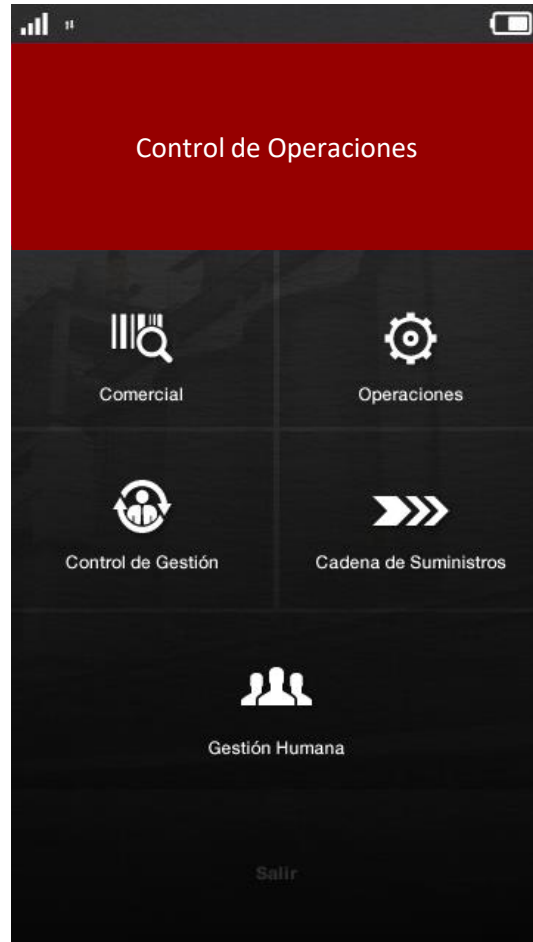 Control de Operaciones
Comercial
Operaciones
Control de Gestión
Cadena de Suministros
Gestión Humana
Salir